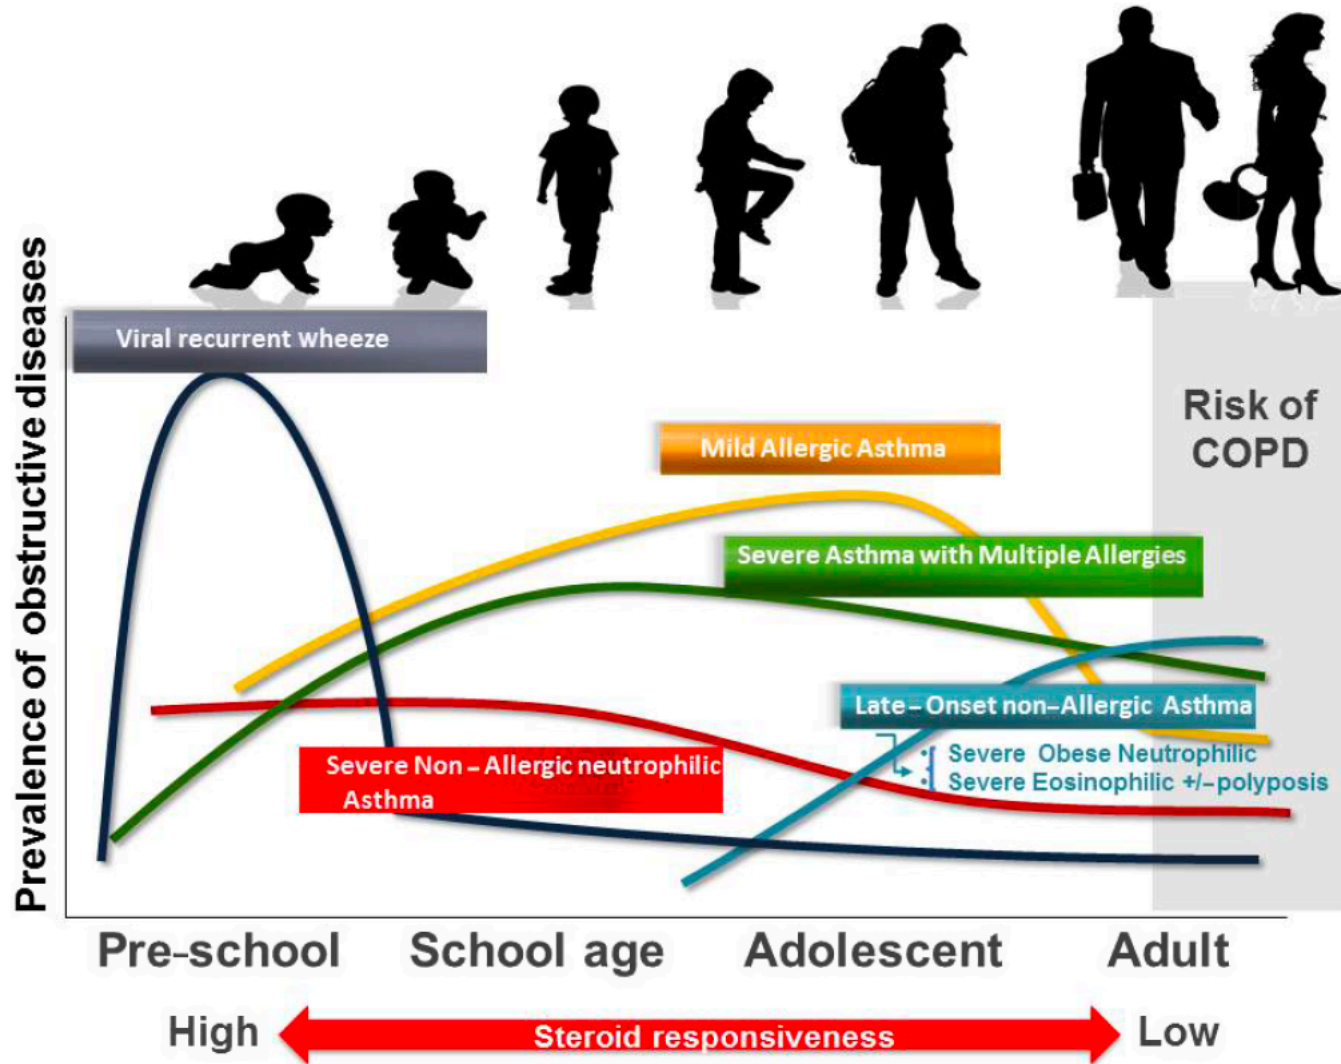 Prevalence of obstructive diseases
Viral recurrent wheeze
Risk of
COPD
Mild Allergic Asthma
Severe Asthma with Multiple Allergies
Late-Onset non-Allergic Asthma
Severe Obese Neutrophilic
Severe Eosinophilic +/-polyposis
Severe Non-Allergic neutrophilic
Asthma
Pre-school
School age
Adolescent
Adult
High
Steroid responsiveness
Low